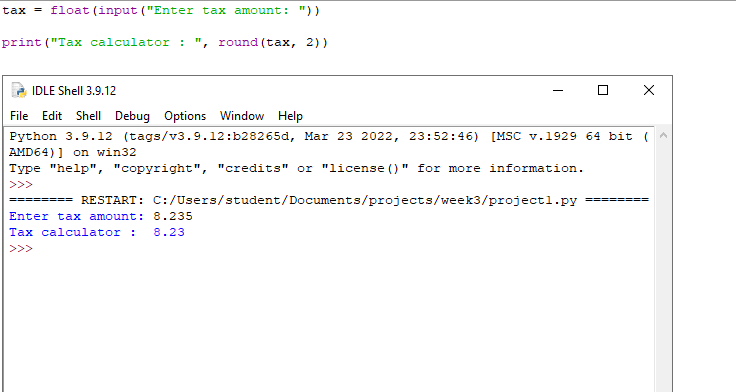 tax = float(input("Enter tax amount: "))
print("Tax calculator : ", round(tax, 2))
IDLE Shell 3.9.12
File Edit Shell Debug Options Window Help
Python 3.9.12 (tags/v3.9.12:b28265d, Mar 23 2022, 23:52:46) [MSC v.1929 64 bit (
AMD64)] on win32
Type "help", "copyright", "credits" or "license()" for more information.
>>>
======== RESTART: C:/Users/student/Documents/projects/week3/project1.py ========
Enter tax amount: 8.235
Tax calculator :  8.23
>>>